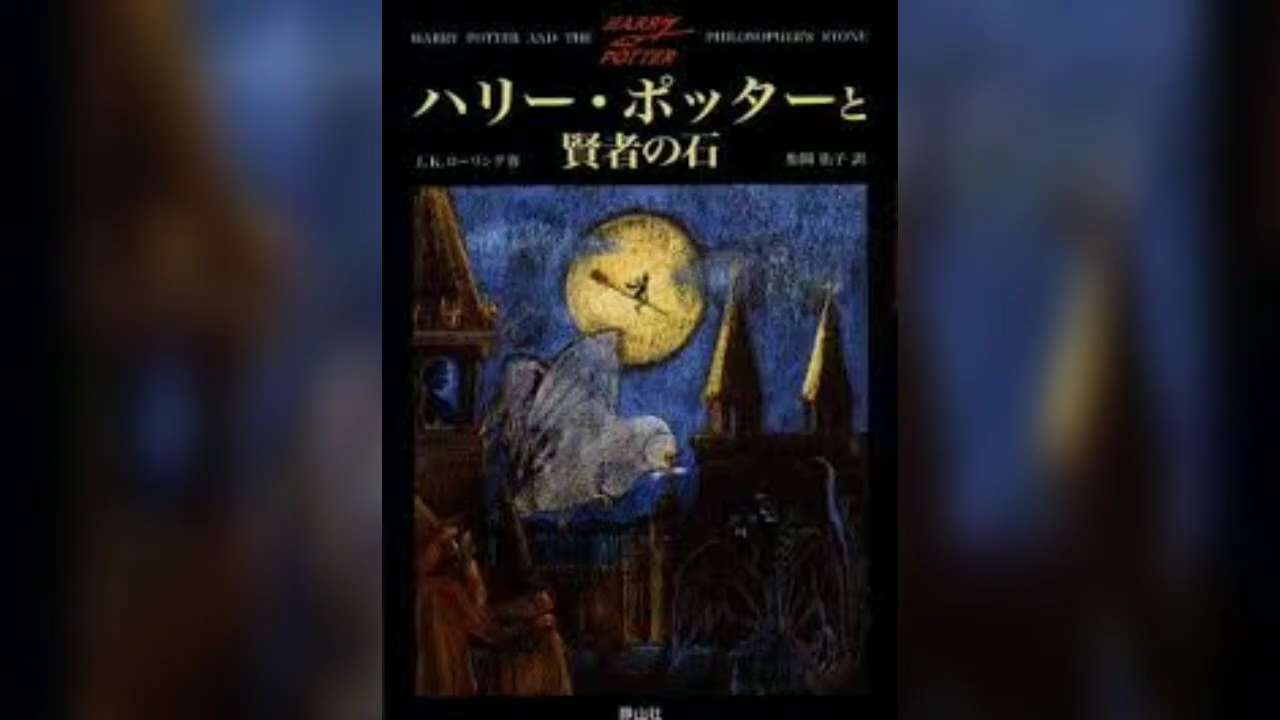 HARRY POTTER AND THE HARRY POTTER PHILOSOPHER'S STONE
ハリー・ポッターと
賢者の石
J.K.ローリング 作
松岡 佑子 訳
静山社